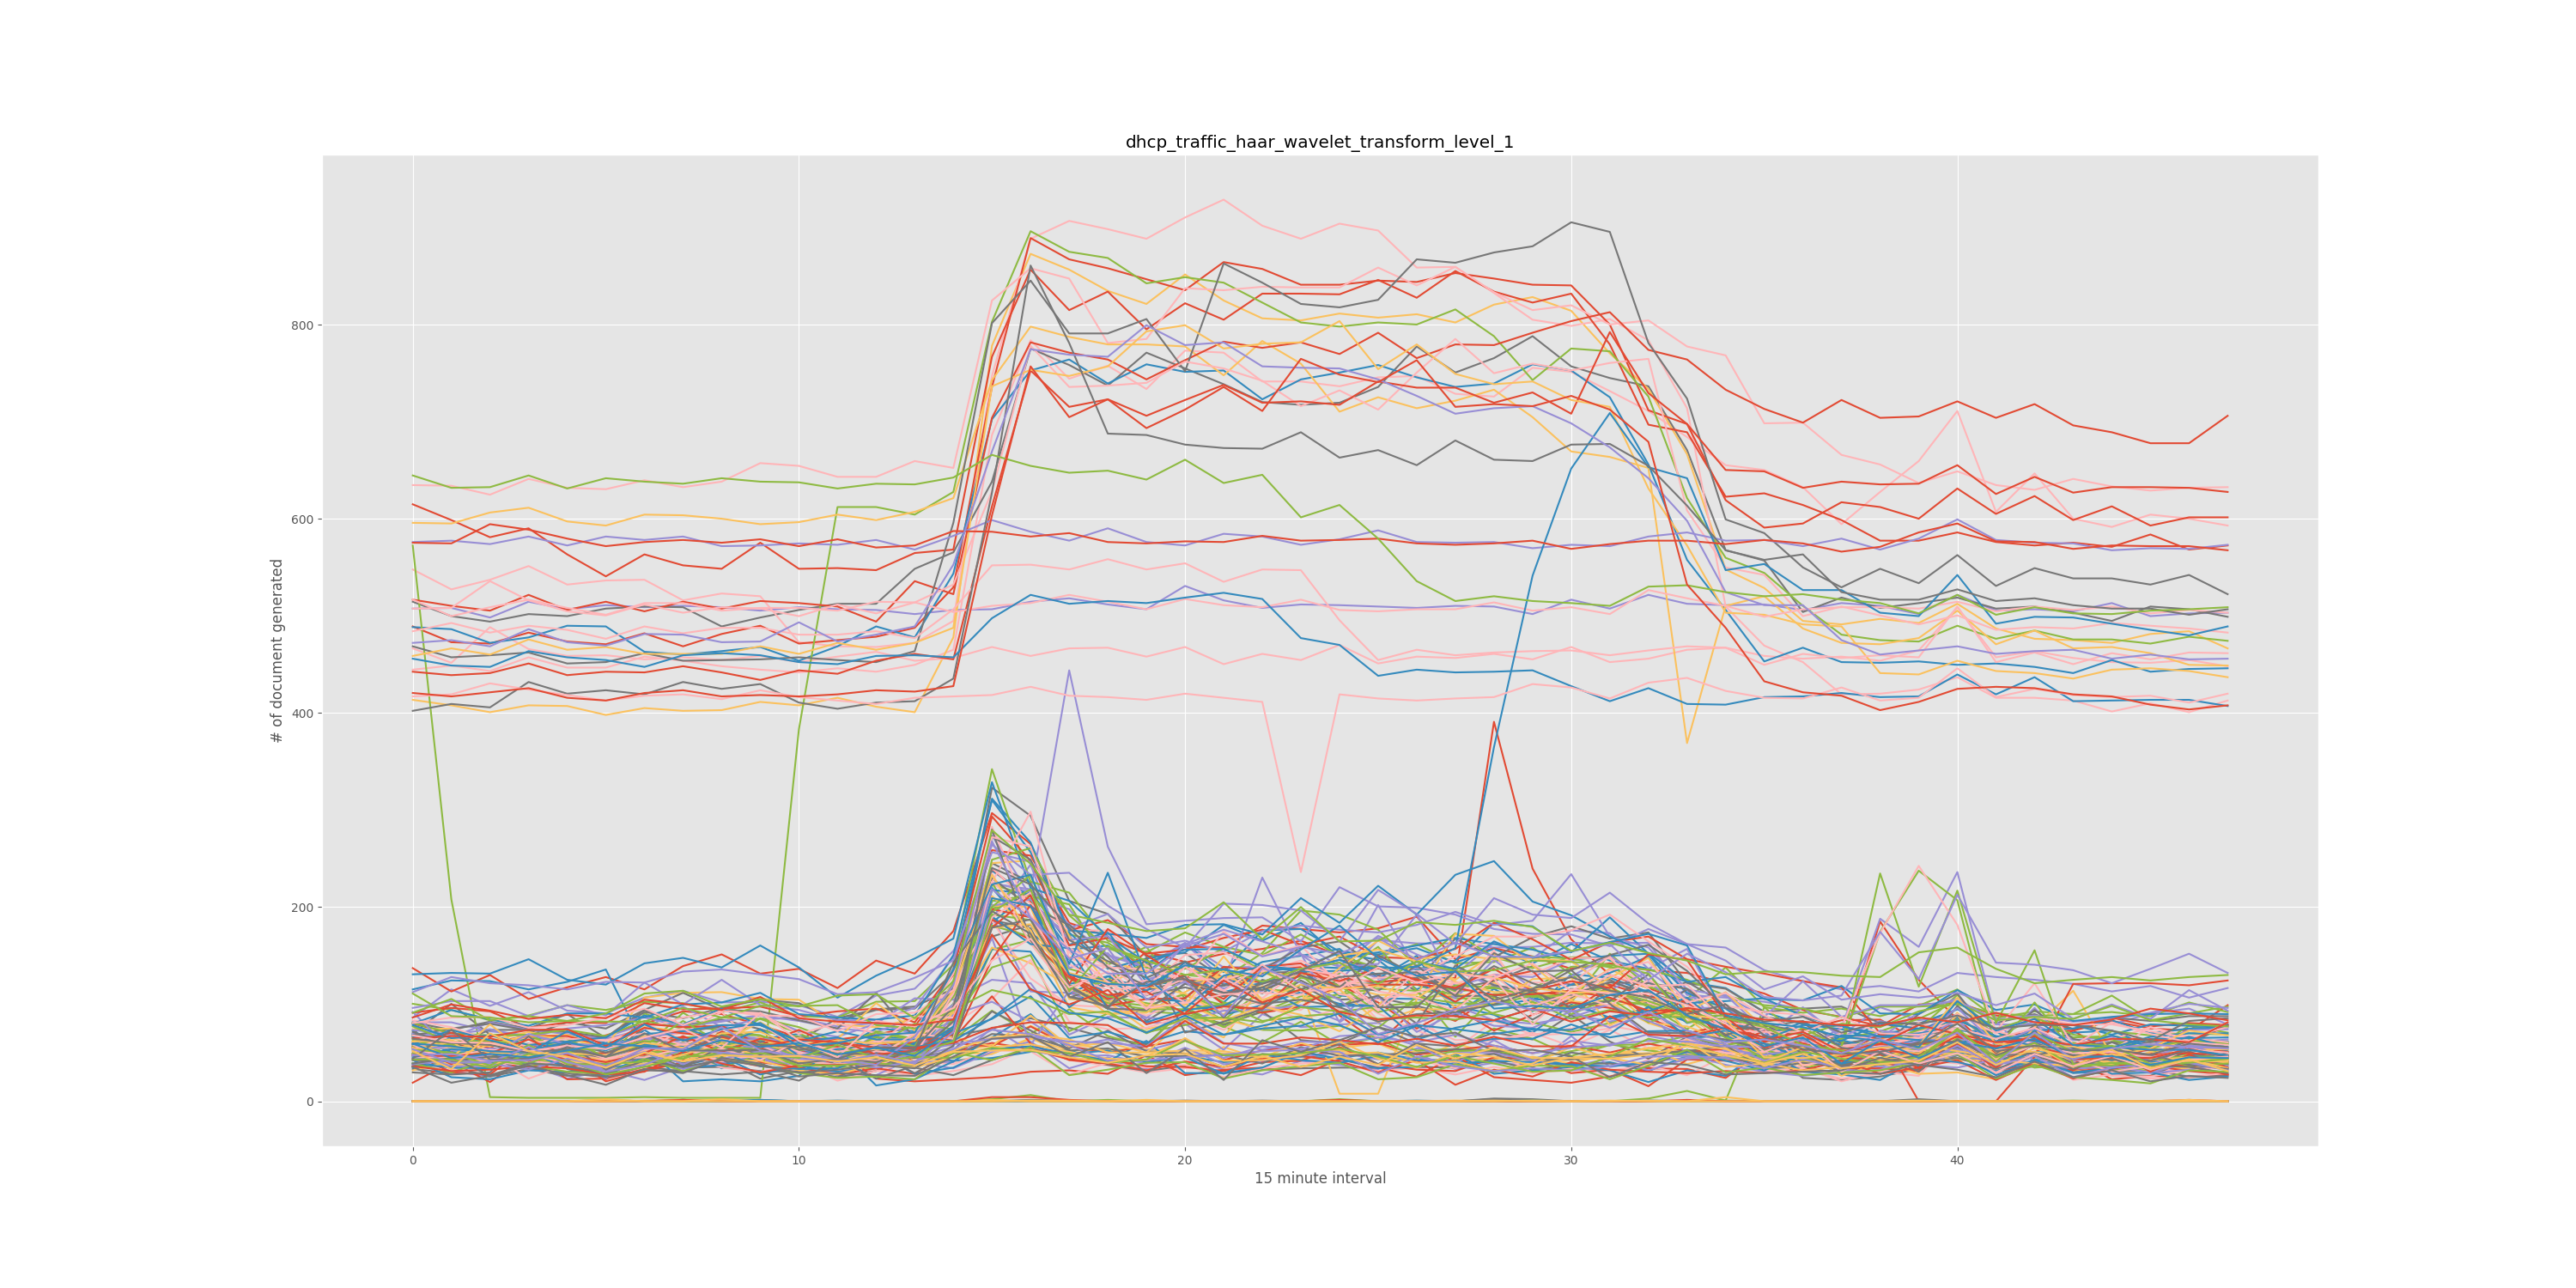 dhcp_traffic_haar_wavelet_transform_level_1
# of document generated
800
600
400
200
0
0 10 20 30 40
15 minute interval